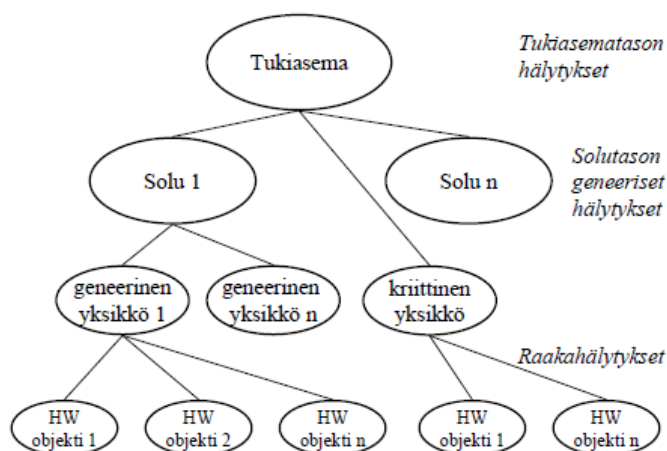 Tukiasema
Tukiasematason
hälytykset
Solu 1
Solu n
Solutason
geneeriset
hälytykset
geneerinen
yksikkö 1
geneerinen
yksikkö n
kriittinen
yksikkö
Raakahälytykset
HW
objekti 1
HW
objekti 2
HW
objekti n
HW
objekti 1
HW
objekti n